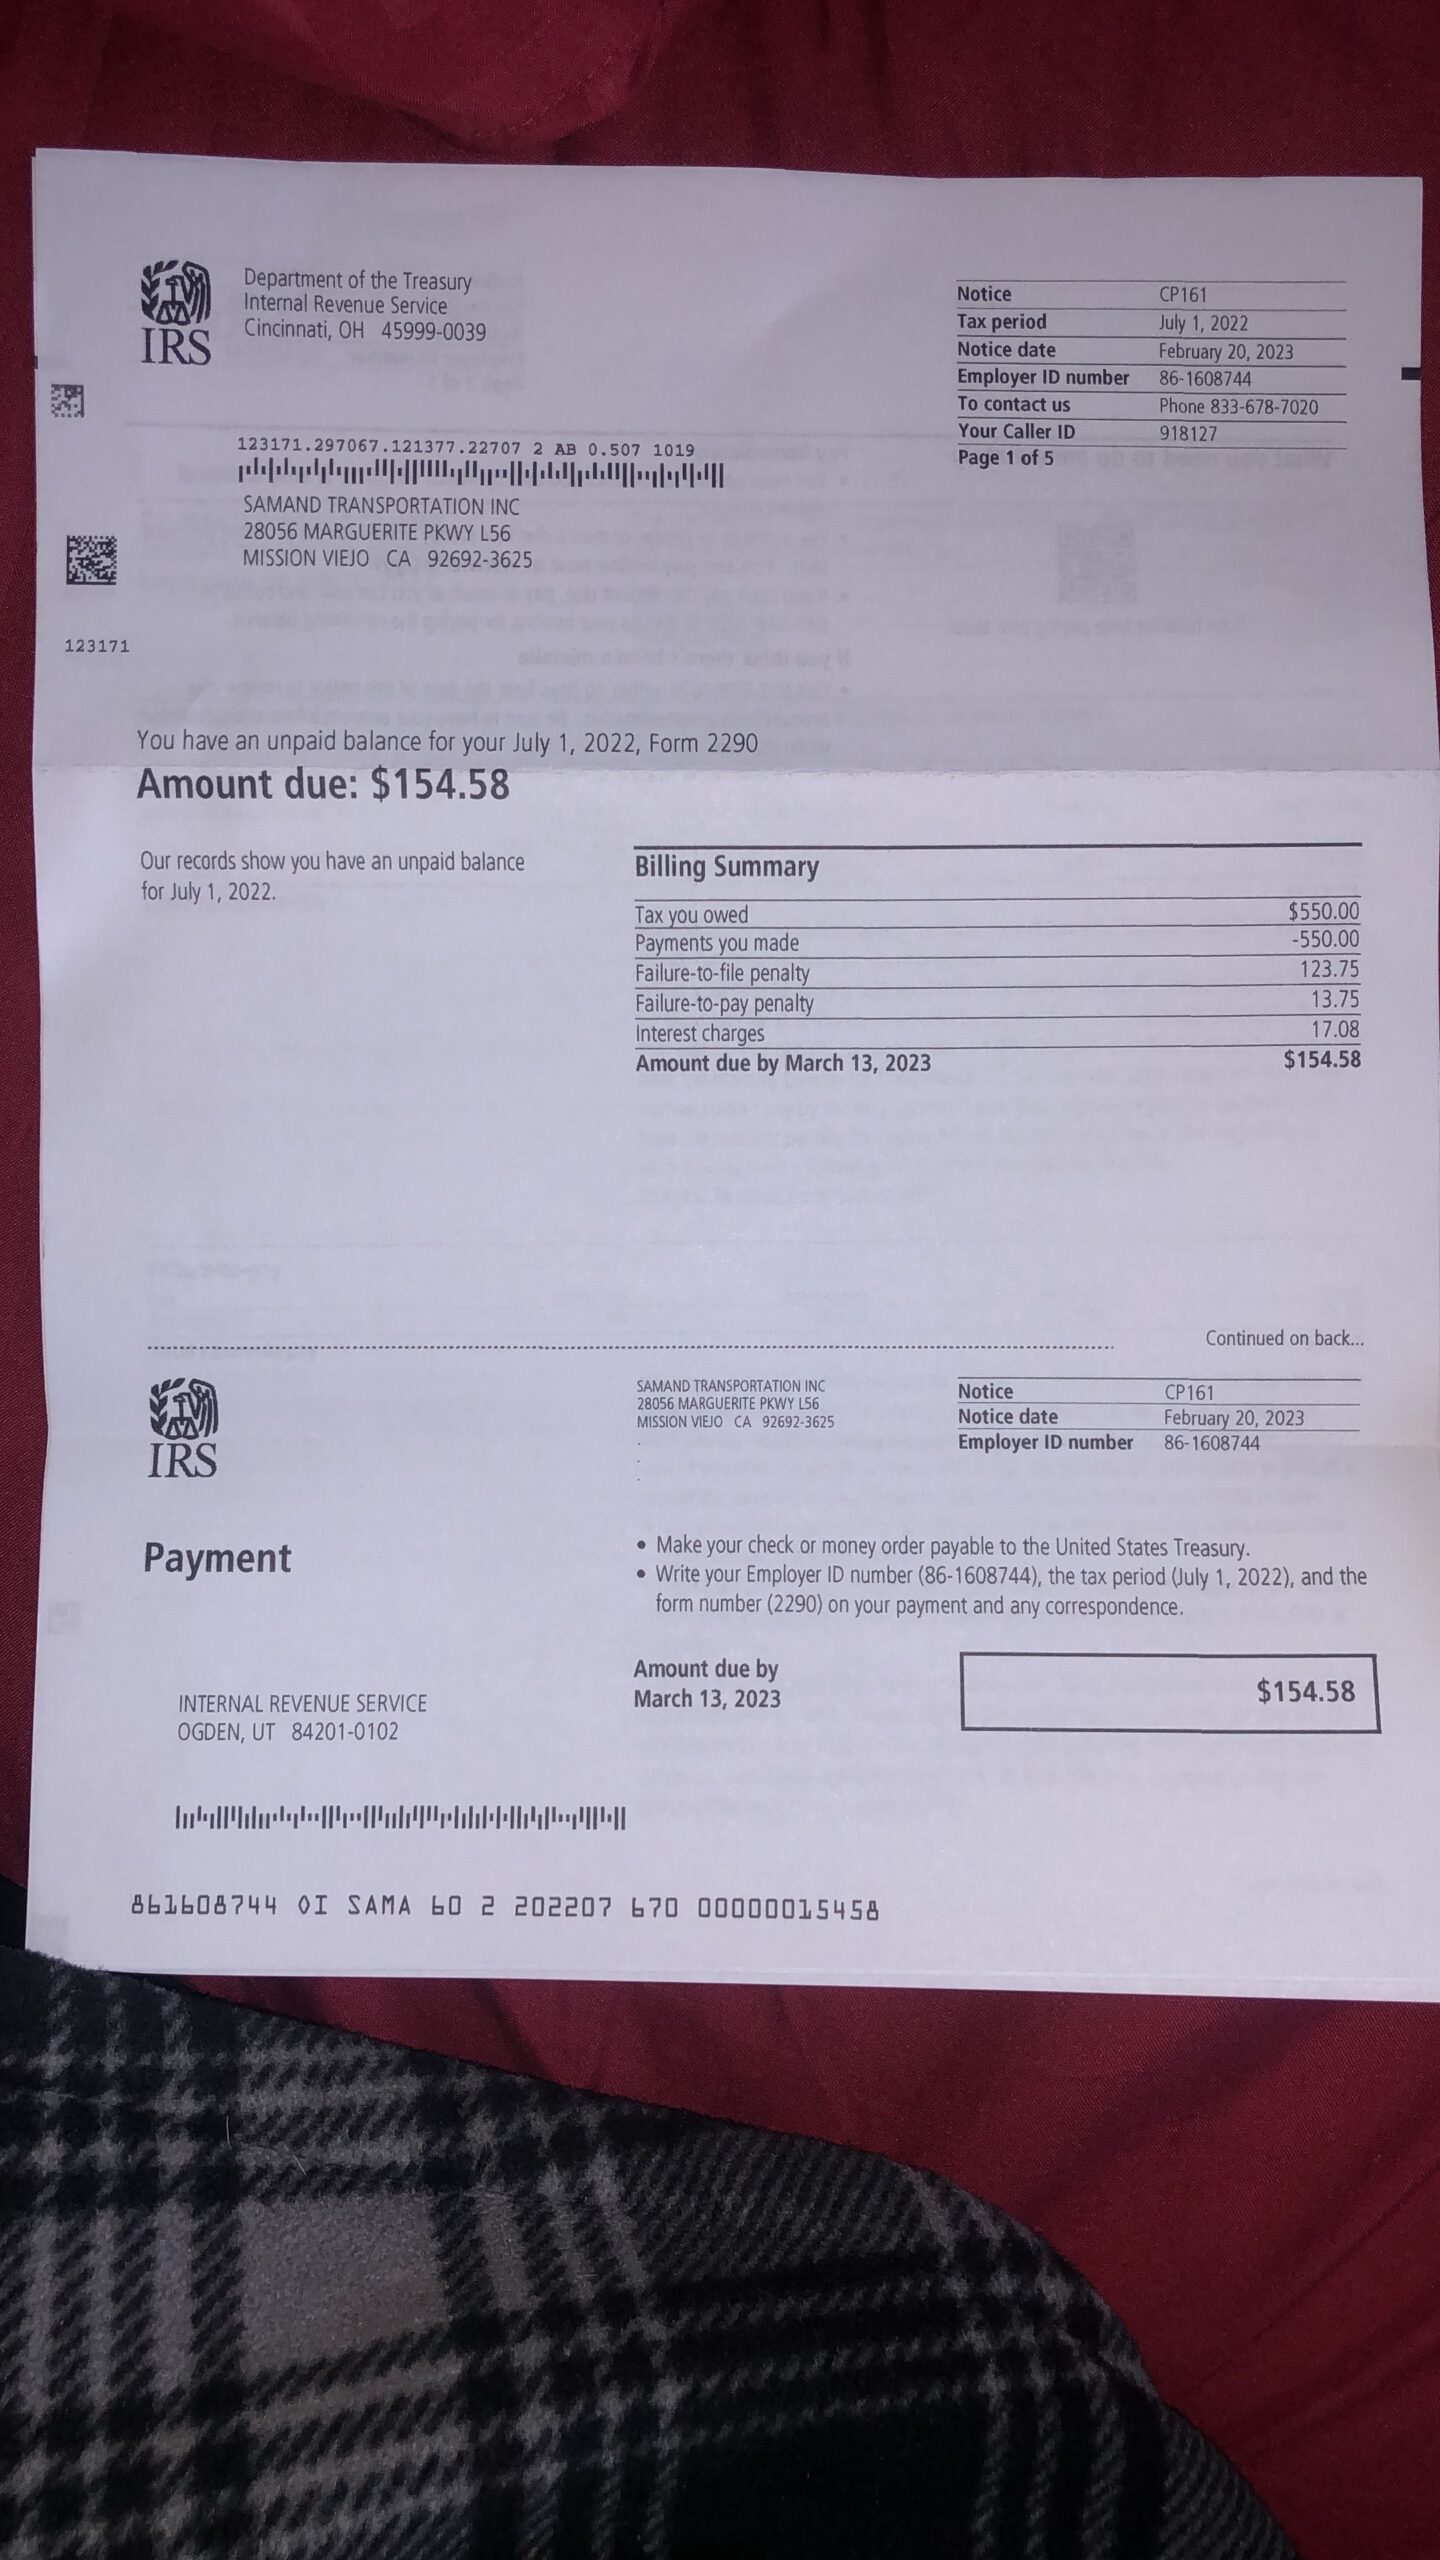 IRS
Department of the Treasury
Internal Revenue Service
Cincinnati, OH 45999-0039
Notice CP161
Tax period July 1, 2022
Notice date February 20, 2023
Employer ID number 86-1608744
To contact us Phone 833-678-7020
Your Caller ID 918127
Page 1 of 5
123171.297067.121377.22707 2 AB 0.507 1019
SAMAND TRANSPORTATION INC
28056 MARGUERITE PKWY L56
MISSION VIEJO CA 92692-3625
123171
You have an unpaid balance for your July 1, 2022, Form 2290
Amount due: $154.58
Our records show you have an unpaid balance
for July 1, 2022.
Billing Summary
Tax you owed $550.00
Payments you made -550.00
Failure-to-file penalty 123.75
Failure-to-pay penalty 13.75
Interest charges 17.08
Amount due by March 13, 2023 $154.58
Continued on back...
IRS
SAMAND TRANSPORTATION INC
28056 MARGUERITE PKWY L56
MISSION VIEJO CA 92692-3625
Notice CP161
Notice date February 20, 2023
Employer ID number 86-1608744
Payment
• Make your check or money order payable to the United States Treasury.
• Write your Employer ID number (86-1608744), the tax period (July 1, 2022), and the
form number (2290) on your payment and any correspondence.
Amount due by
March 13, 2023
$154.58
INTERNAL REVENUE SERVICE
OGDEN, UT 84201-0102
861608744 OI SAMA 60 2 202207 670 00000015458